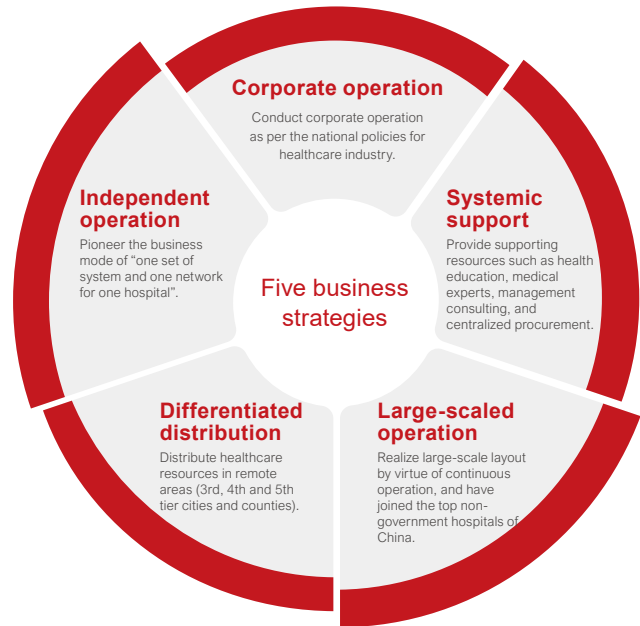 Corporate operation
Conduct corporate operation
as per the national policies for
healthcare industry.
Independent
operation
Pioneer the business
mode of “one set of
system and one network
for one hospital”.
Systemic
support
Provide supporting
resources such as health
education, medical
experts, management
consulting, and
centralized procurement.
Five business
strategies
Differentiated
distribution
Distribute healthcare
resources in remote
areas (3rd, 4th and 5th
tier cities and counties).
Large-scaled
operation
Realize large-scale layout
by virtue of continuous
operation, and have
joined the top non-
government hospitals of
China.